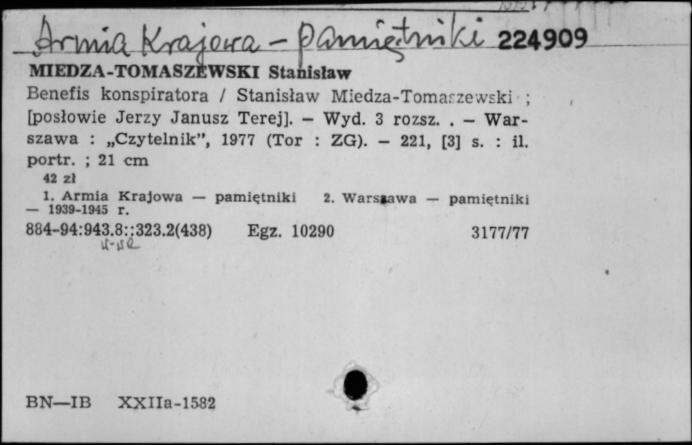 Armia Krajowa – pamiętniki 224909
MIEDZA-TOMASZEWSKI Stanisław
Benefis konspiratora / Stanisław Miedza-Tomaszewski ;
[posłowie Jerzy Janusz Terej]. — Wyd. 3 rozsz. . — War-
szawa : „Czytelnik”, 1977 (Tor : ZG). — 221, [3] s. : il.
portr. ; 21 cm
42 zł
1. Armia Krajowa — pamiętniki 2. Warszawa — pamiętniki
— 1939-1945 r.
884-94:943.8::323.2(438) Egz. 10290 3177/77
BN—IB XXIIa-1582